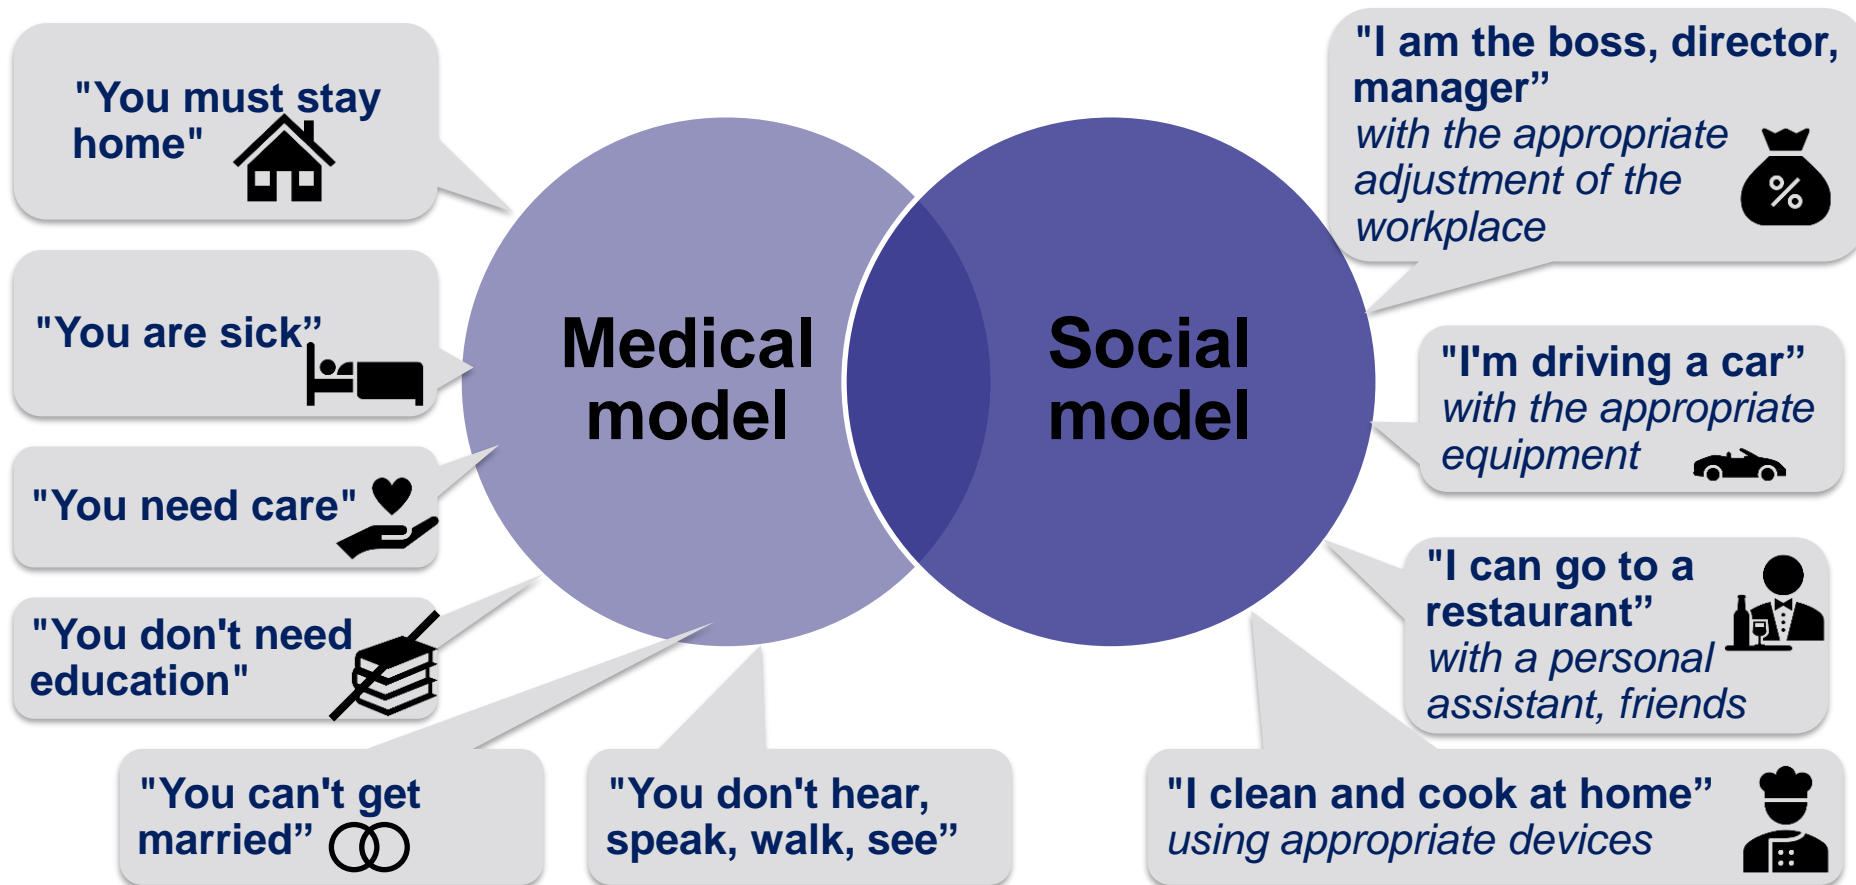 "You must stay
home"
"You are sick”
"You need care"
"You don't need
education"
"You can't get
married”
"You don't hear,
speak, walk, see”
Medical
model
Social
model
"I am the boss, director,
manager”
with the appropriate
adjustment of the
workplace
%
"I'm driving a car”
with the appropriate
equipment
"I can go to a
restaurant”
with a personal
assistant, friends
"I clean and cook at home”
using appropriate devices